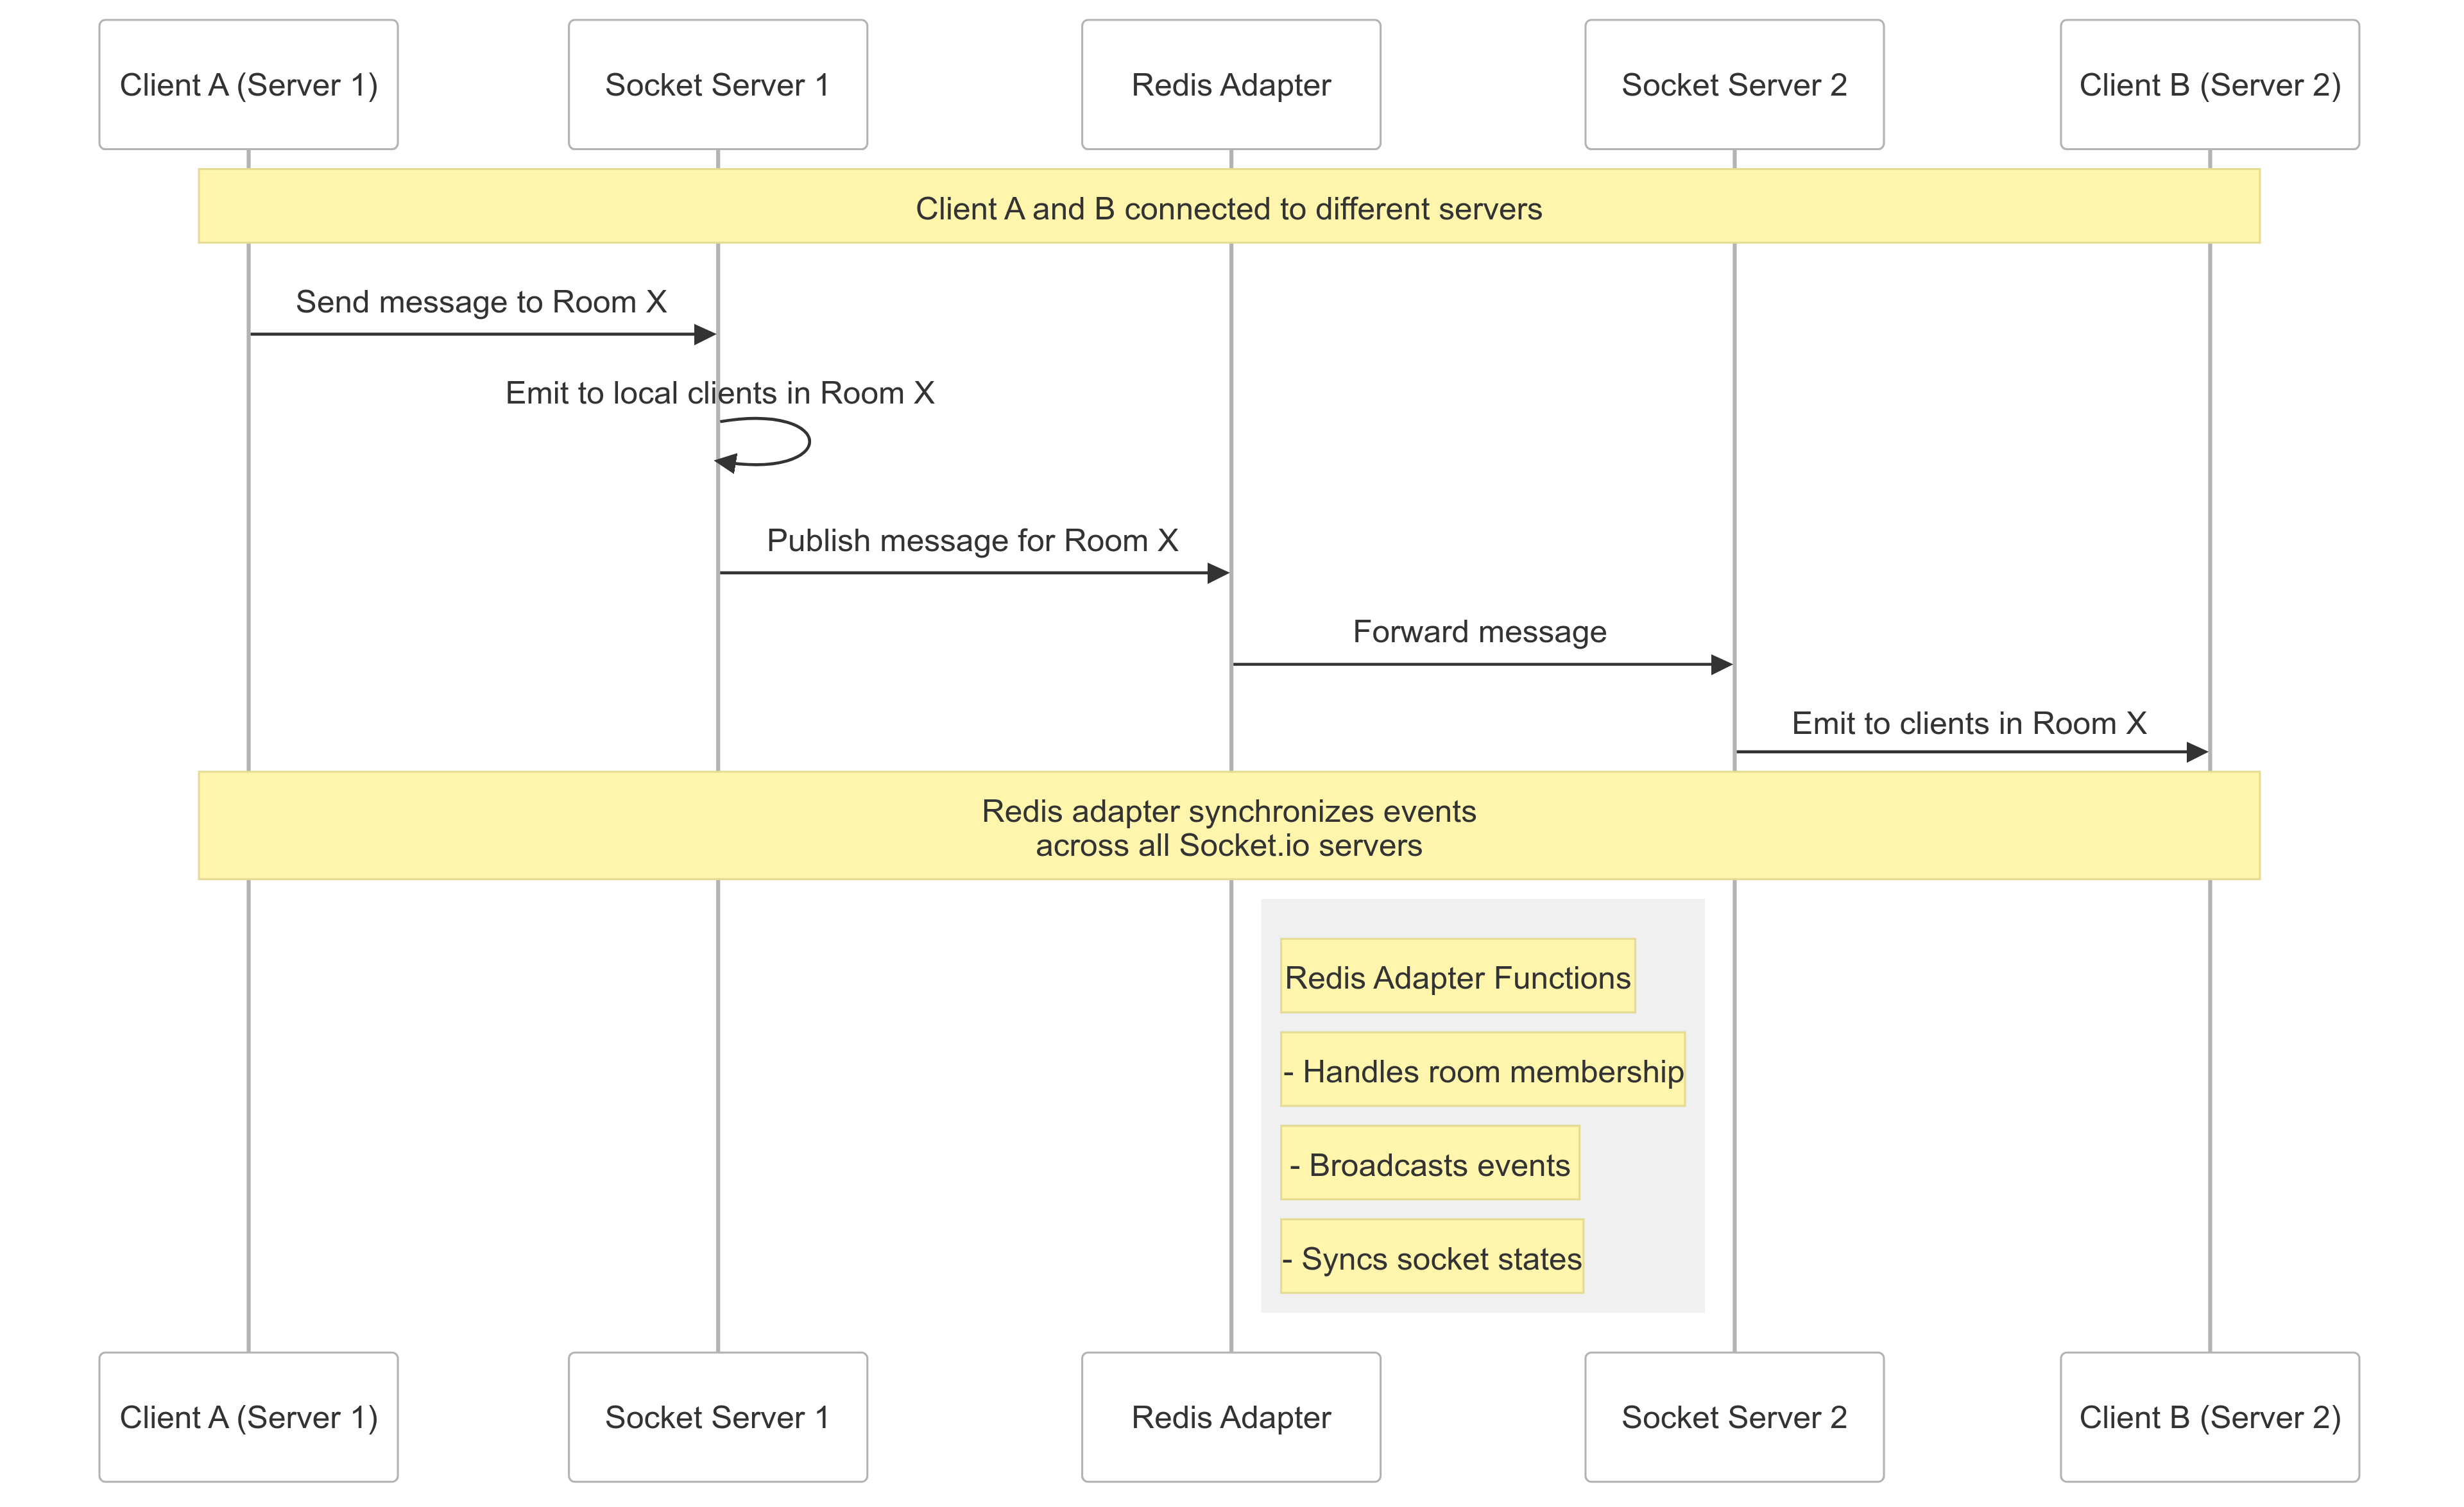 Client A (Server 1)
Socket Server 1
Redis Adapter
Socket Server 2
Client B (Server 2)
Client A and B connected to different servers
Send message to Room X
Emit to local clients in Room X
Publish message for Room X
Forward message
Emit to clients in Room X
Redis adapter synchronizes events
across all Socket.io servers
Redis Adapter Functions
- Handles room membership
- Broadcasts events
- Syncs socket states
Client A (Server 1)
Socket Server 1
Redis Adapter
Socket Server 2
Client B (Server 2)